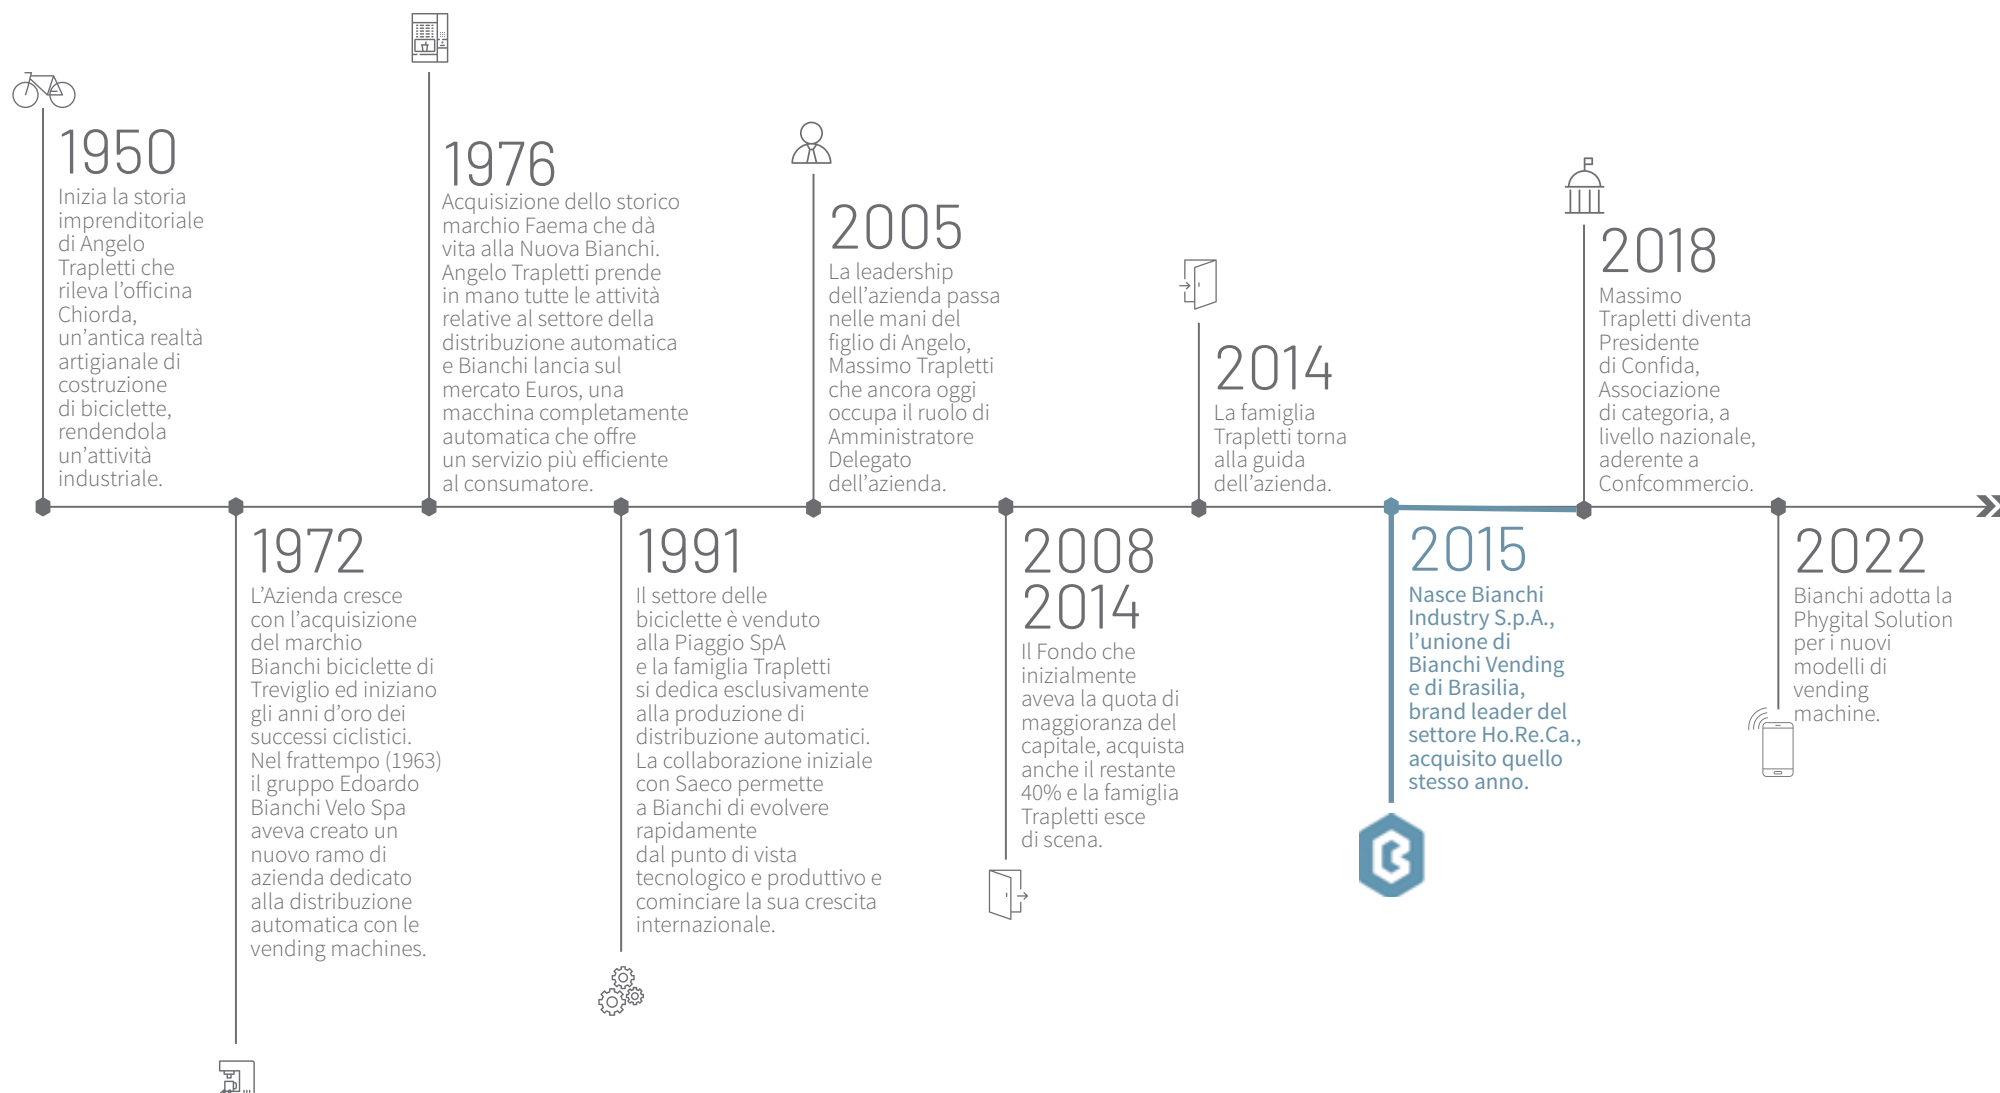 1950
Inizia la storia
imprenditoriale
di Angelo
Trapletti che
rileva l’officina
Chiorda,
un’antica realtà
artigianale di
costruzione
di biciclette,
rendendola
un’attività
industriale.
1972
L’Azienda cresce
con l’acquisizione
del marchio
Bianchi biciclette di
Treviglio ed iniziano
gli anni d’oro dei
successi ciclistici.
Nel frattempo (1963)
il gruppo Edoardo
Bianchi Velo Spa
aveva creato un
nuovo ramo di
azienda dedicato
alla distribuzione
automatica con le
vending machines.
1976
Acquisizione dello storico
marchio Faema che dà
vita alla Nuova Bianchi.
Angelo Trapletti prende
in mano tutte le attività
relative al settore della
distribuzione automatica
e Bianchi lancia sul
mercato Euros, una
macchina completamente
automatica che offre
un servizio più efficiente
al consumatore.
1991
Il settore delle
biciclette è venduto
alla Piaggio SpA
e la famiglia Trapletti
si dedica esclusivamente
alla produzione di
distribuzione automatici.
La collaborazione iniziale
con Saeco permette
a Bianchi di evolvere
rapidamente
dal punto di vista
tecnologico e produttivo e
cominciare la sua crescita
internazionale.
2005
La leadership
dell’azienda passa
nelle mani del
figlio di Angelo,
Massimo Trapletti
che ancora oggi
occupa il ruolo di
Amministratore
Delegato
dell’azienda.
2008
2014
Il Fondo che
inizialmente
aveva la quota di
maggioranza del
capitale, acquista
anche il restante
40% e la famiglia
Trapletti esce
di scena.
2014
La famiglia
Trapletti torna
alla guida
dell’azienda.
2015
Nasce Bianchi
Industry S.p.A.,
l’unione di
Bianchi Vending
e di Brasilia,
brand leader del
settore Ho.Re.Ca.,
acquisito quello
stesso anno.
2018
Massimo
Trapletti diventa
Presidente
di Confida,
Associazione
di categoria, a
livello nazionale,
aderente a
Confcommercio.
2022
Bianchi adotta la
Phygital Solution
per i nuovi
modelli di
vending
machine.